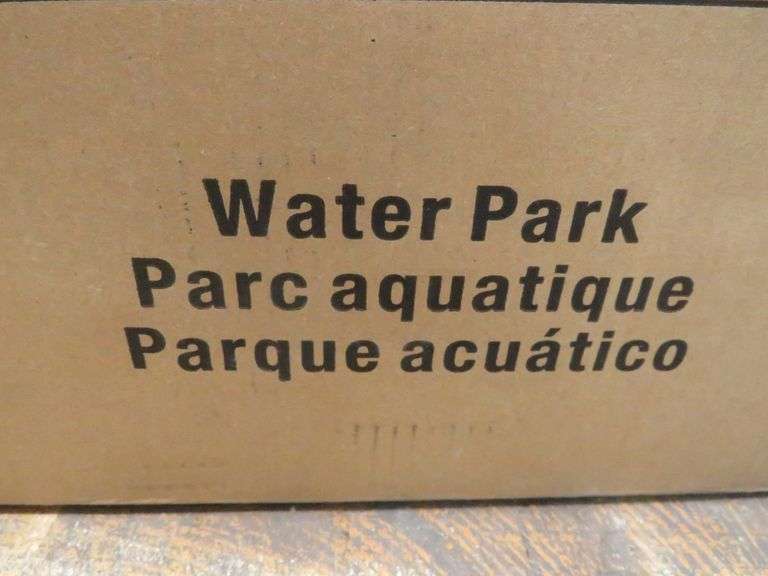 Water Park
Parc aquatique
Parque acuático